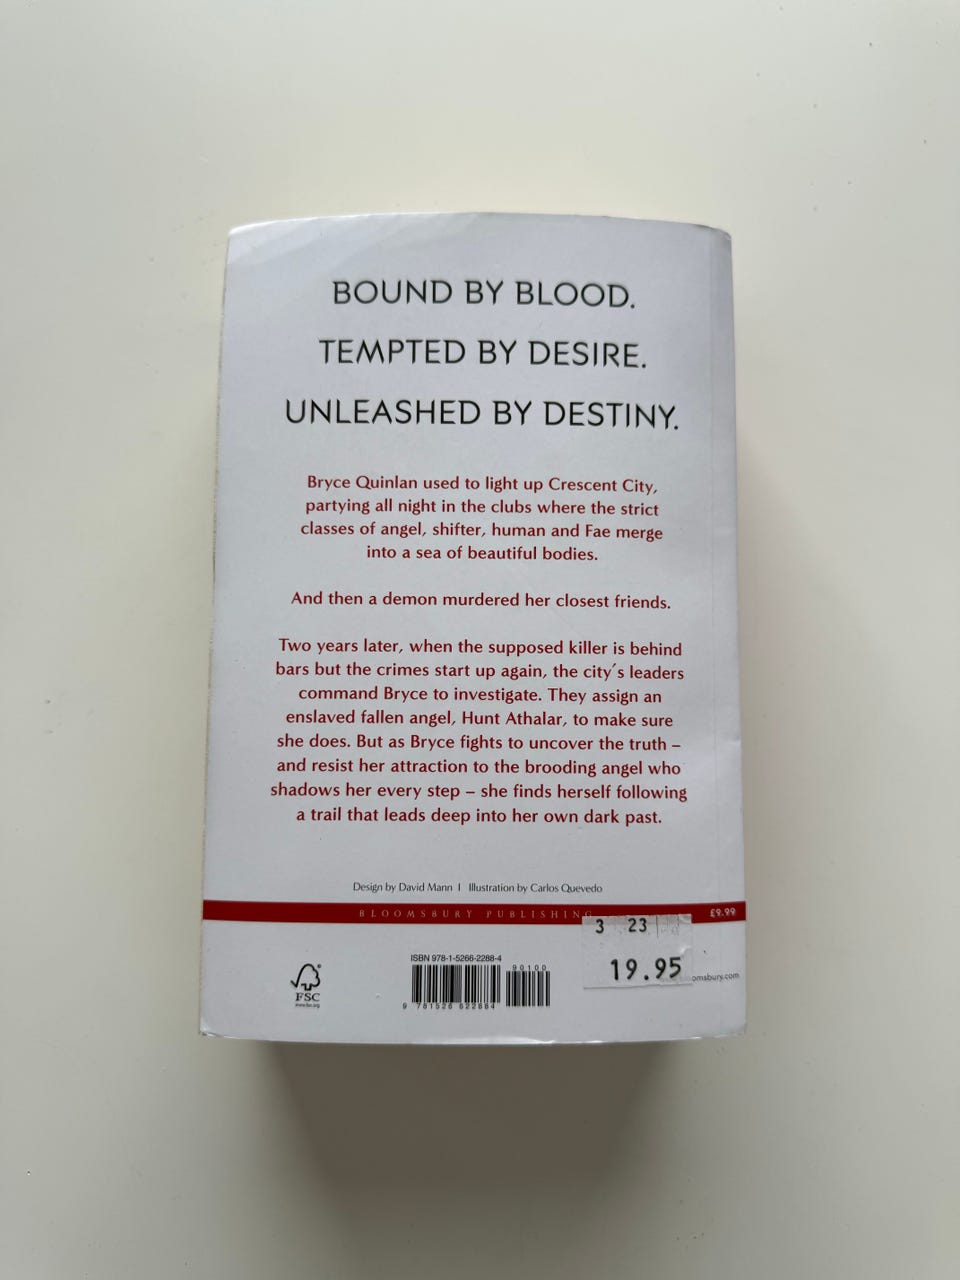 BOUND BY BLOOD.
TEMPTED BY DESIRE.
UNLEASHED BY DESTINY.
Bryce Quinlan used to light up Crescent City,
partying all night in the clubs where the strict
classes of angel, shifter, human and Fae merge
into a sea of beautiful bodies.
And then a demon murdered her closest friends.
Two years later, when the supposed killer is behind
bars but the crimes start up again, the city's leaders
command Bryce to investigate. They assign an
enslaved fallen angel, Hunt Athalar, to make sure
she does. But as Bryce fights to uncover the truth –
and resist her attraction to the brooding angel who
shadows her every step – she finds herself following
a trail that leads deep into her own dark past.
Design by David Mann | Illustration by Carlos Quevedo
BLOOMSBURY PUBLISHING
£9.99
3 23
19.95
omsbury.com
FSC
www.fsc.org
ISBN 978-1-5266-2288-4
90100
9 781526 622884